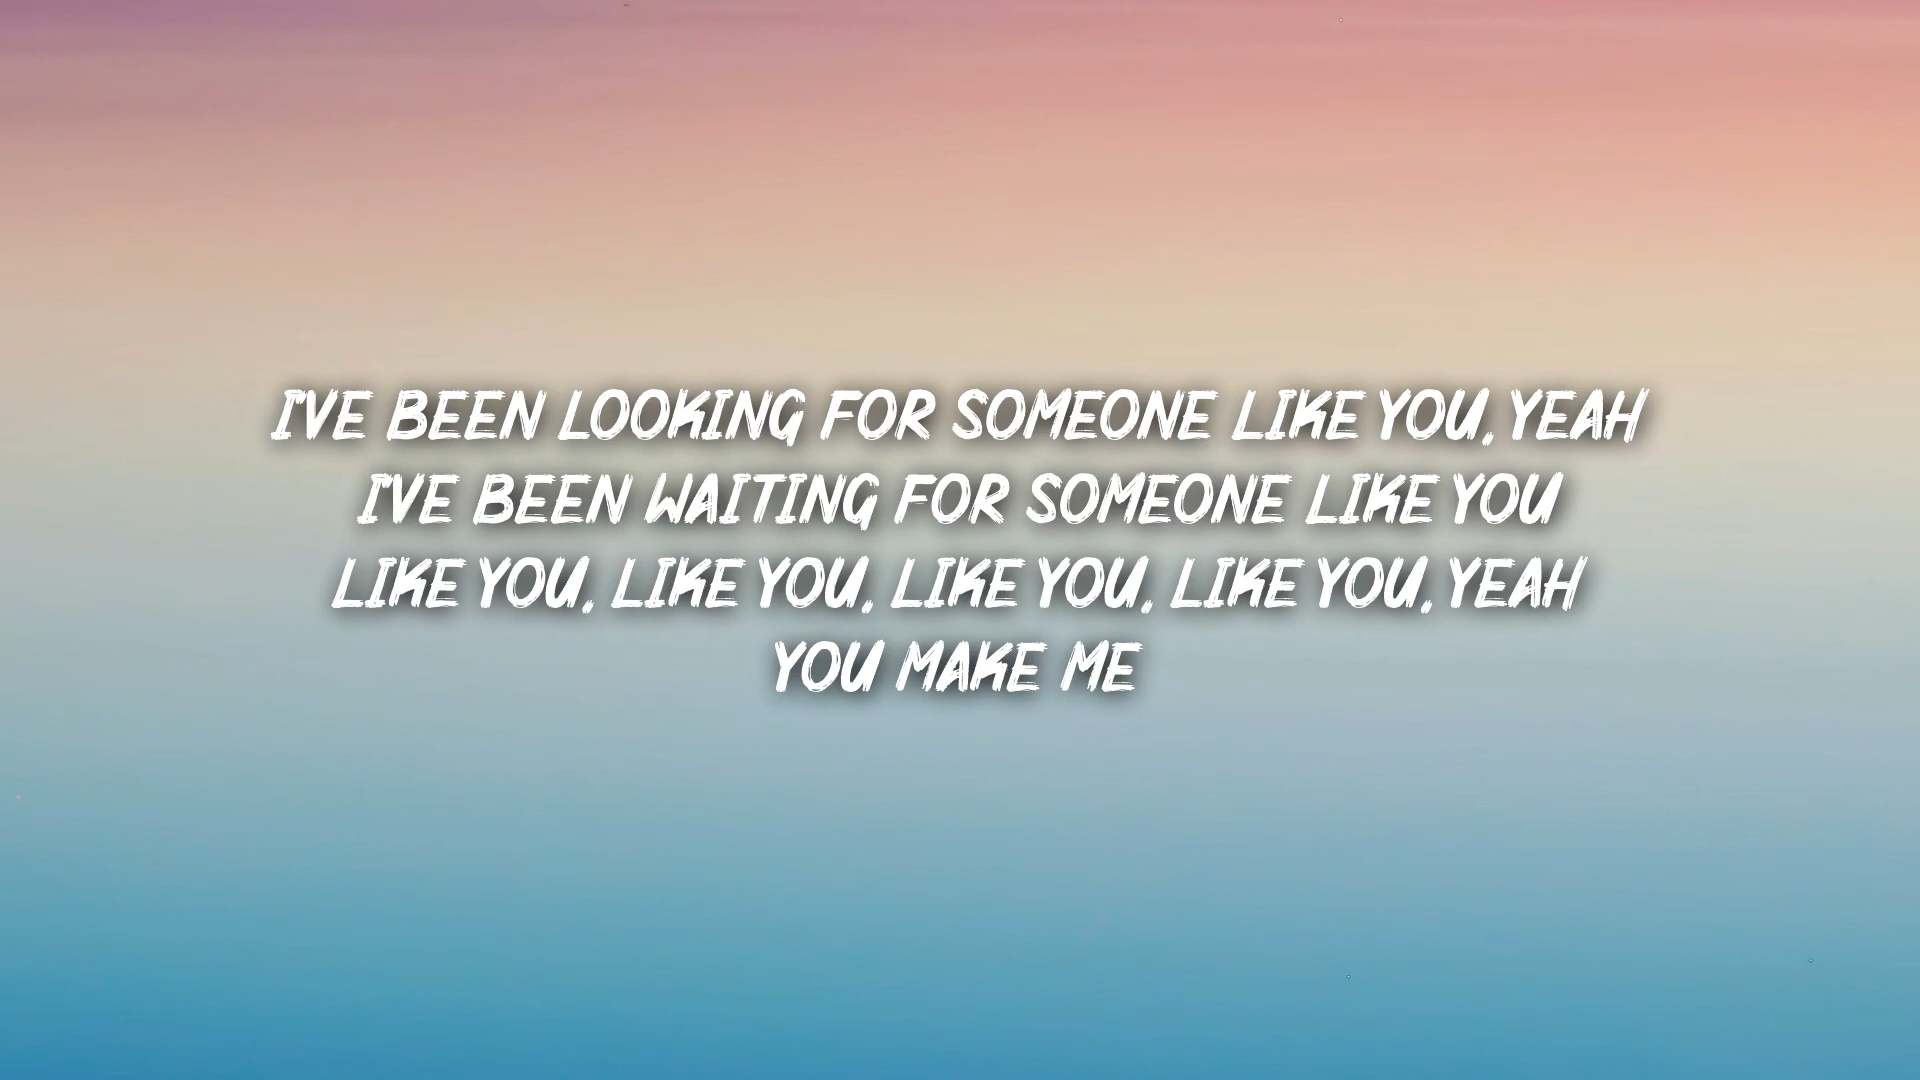 I'VE BEEN LOOKING FOR SOMEONE LIKE YOU, YEAH
I'VE BEEN WAITING FOR SOMEONE LIKE YOU
LIKE YOU, LIKE YOU, LIKE YOU, LIKE YOU, YEAH
YOU MAKE ME